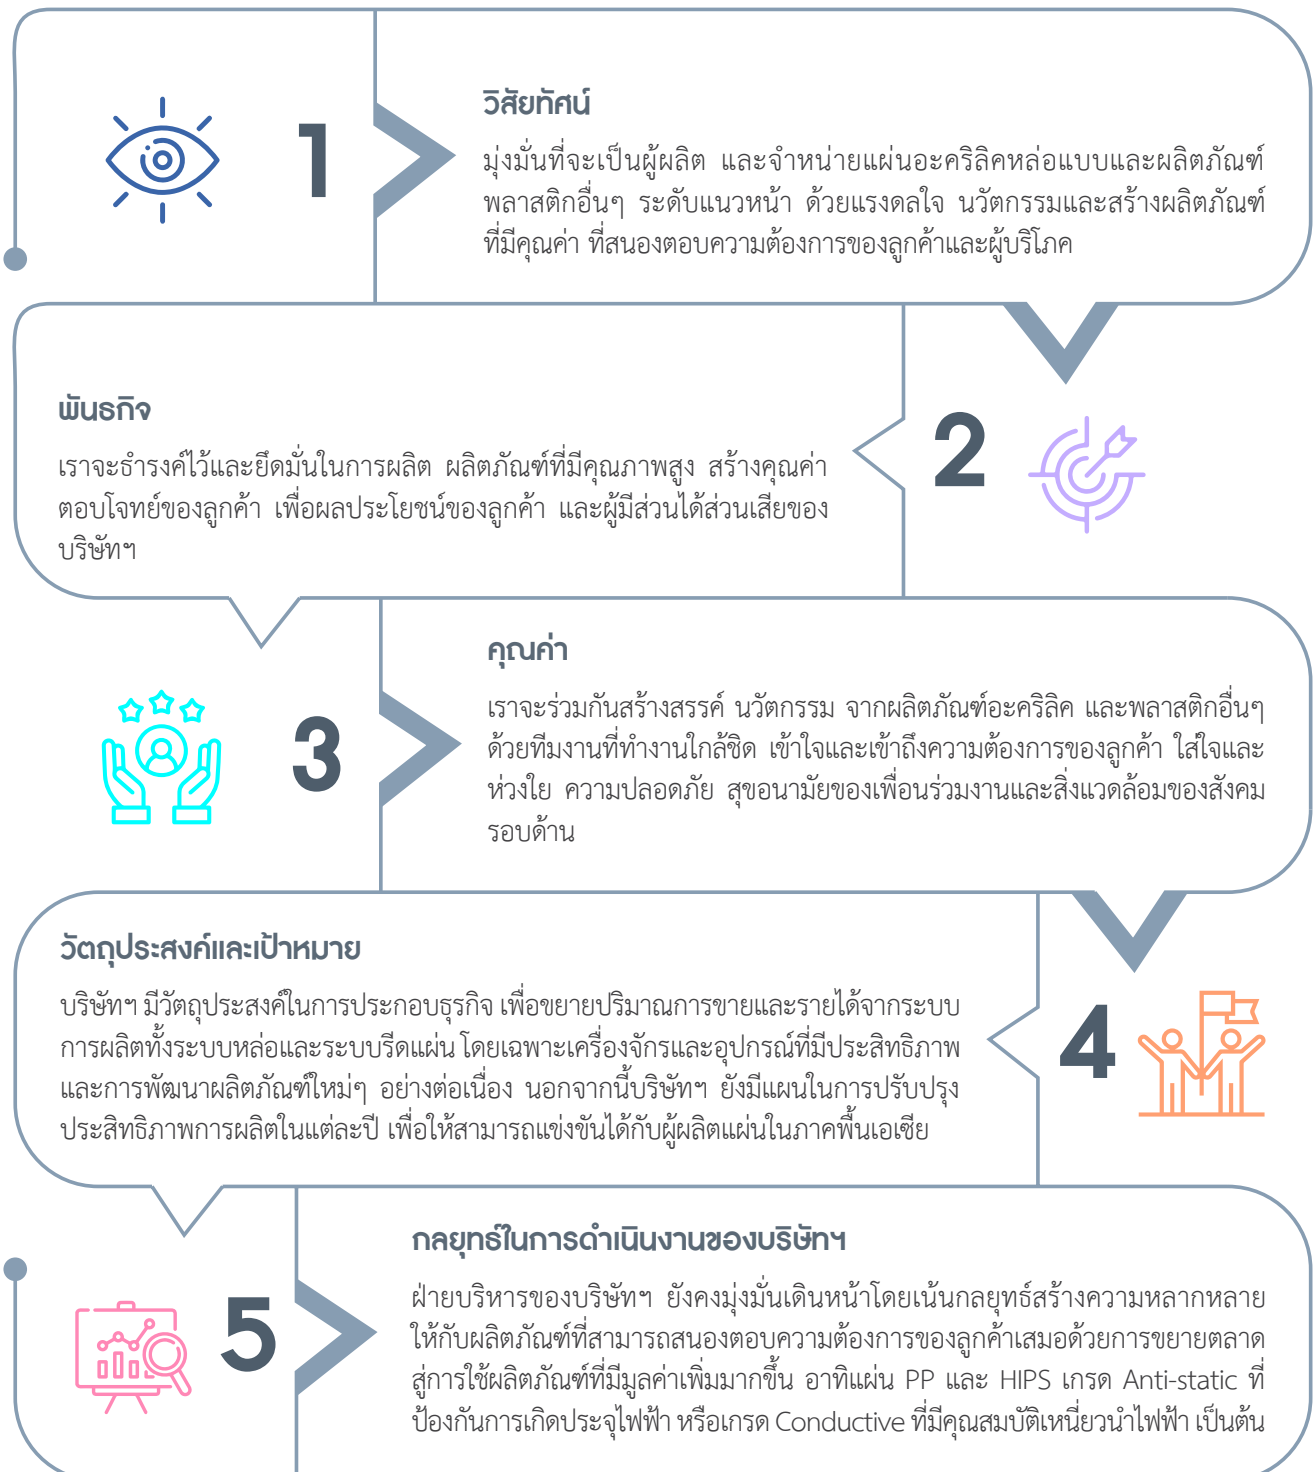 1
วิสัยทัศน์
มุ่งมั่นที่จะเป็นผู้ผลิต และจำหน่ายแผ่นอะคริลิคหล่อแบบและผลิตภัณฑ์
พลาสติกอื่นๆ ระดับแนวหน้า ด้วยแรงดลใจ นวัตกรรมและสร้างผลิตภัณฑ์
ที่มีคุณค่า ที่สนองตอบความต้องการของลูกค้าและผู้บริโภค
พันธกิจ
เราจะธำรงค์ไว้และยึดมั่นในการผลิต ผลิตภัณฑ์ที่มีคุณภาพสูง สร้างคุณค่า
ตอบโจทย์ของลูกค้า เพื่อผลประโยชน์ของลูกค้า และผู้มีส่วนได้ส่วนเสียของ
บริษัทฯ
2
3
คุณค่า
เราจะร่วมกันสร้างสรรค์ นวัตกรรม จากผลิตภัณฑ์อะคริลิค และพลาสติกอื่นๆ
ด้วยทีมงานที่ทำงานใกล้ชิด เข้าใจและเข้าถึงความต้องการของลูกค้า ใส่ใจและ
ห่วงใย ความปลอดภัย สุขอนามัยของเพื่อนร่วมงานและสิ่งแวดล้อมของสังคม
รอบด้าน
วัตถุประสงค์และเป้าหมาย
บริษัทฯ มีวัตถุประสงค์ในการประกอบธุรกิจ เพื่อขยายปริมาณการขายและรายได้จากระบบ
การผลิตทั้งระบบหล่อและระบบรีดแผ่น โดยเฉพาะเครื่องจักรและอุปกรณ์ที่มีประสิทธิภาพ
และการพัฒนาผลิตภัณฑ์ใหม่ๆ อย่างต่อเนื่อง นอกจากนี้บริษัทฯ ยังมีแผนในการปรับปรุง
ประสิทธิภาพการผลิตในแต่ละปี เพื่อให้สามารถแข่งขันได้กับผู้ผลิตแผ่นในภาคพื้นเอเซีย
4
5
กลยุทธ์ในการดำเนินงานของบริษัทฯ
ฝ่ายบริหารของบริษัทฯ ยังคงมุ่งมั่นเดินหน้าโดยเน้นกลยุทธ์สร้างความหลากหลาย
ให้กับผลิตภัณฑ์ที่สามารถสนองตอบความต้องการของลูกค้าเสมอด้วยการขยายตลาด
สู่การใช้ผลิตภัณฑ์ที่มีมูลค่าเพิ่มมากขึ้น อาทิแผ่น PP และ HIPS เกรด Anti-static ที่
ป้องกันการเกิดประจุไฟฟ้า หรือเกรด Conductive ที่มีคุณสมบัติเหนี่ยวนำไฟฟ้า เป็นต้น